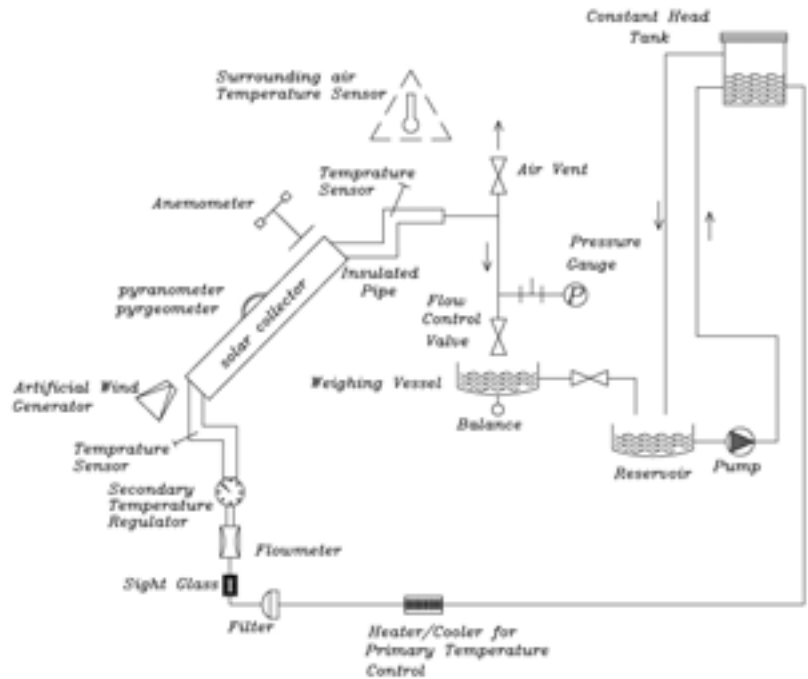 Constant Head
Tank
Surrounding air
Temperature Sensor
Temprature
Sensor
Air Vent
Anemometer
Pressure
Gauge
Insulated
Pipe
pyranometer
pyrgeometer
solar collector
P
Flow
Control
Valve
Weighing Vessel
Artificial Wind
Generator
Balance
Temprature
Sensor
Reservoir
Pump
Secondary
Temperature
Regulator
Flowmeter
Sight Glass
Filter
Heater/Cooler for
Primary Temperature
Control